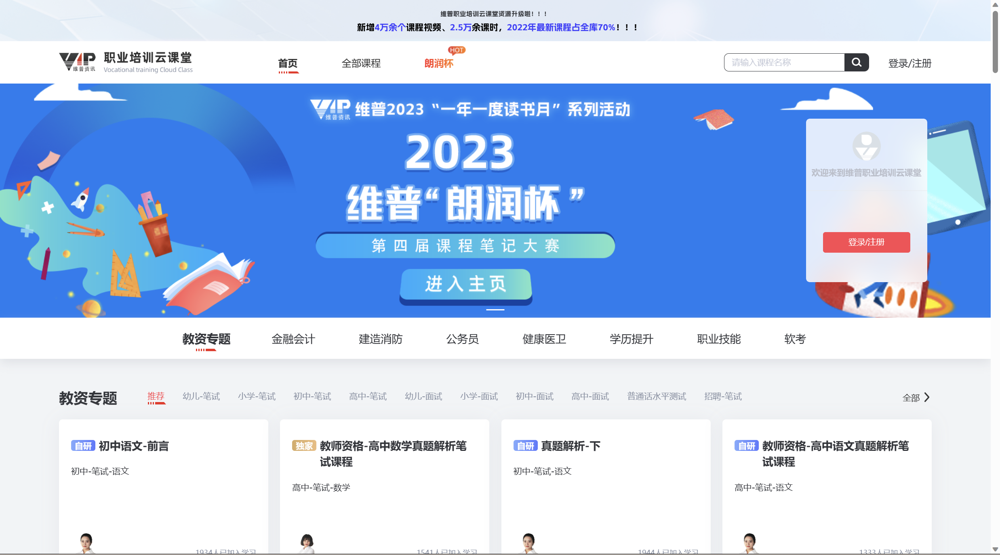 维普职业培训云课堂资源升级啦！！！
新增4万余个课程视频、2.5万余课时，2022年最新课程占全库70%！！！
VIP 维普资讯
职业培训云课堂
Vocational training Cloud Class
首页
全部课程
朗润杯
HOT
请输入课程名称
登录/注册
VIP 维普资讯 维普2023“一年一度读书月”系列活动
2023
维普“朗润杯”
第四届课程笔记大赛
进入主页
欢迎来到维普职业培训云课堂
登录/注册
教资专题
金融会计
建造消防
公务员
健康医卫
学历提升
职业技能
软考
教资专题
推荐
幼儿-笔试
小学-笔试
初中-笔试
高中-笔试
幼儿-面试
小学-面试
初中-面试
高中-面试
普通话水平测试
招聘-笔试
全部
自研 初中语文-前言
初中-笔试-语文
1934人已加入学习
独家 教师资格-高中数学真题解析笔
试课程
高中-笔试-数学
1541人已加入学习
自研 真题解析-下
初中-笔试-语文
1944人已加入学习
自研 教师资格-高中语文真题解析笔
试课程
高中-笔试-语文
1333人已加入学习